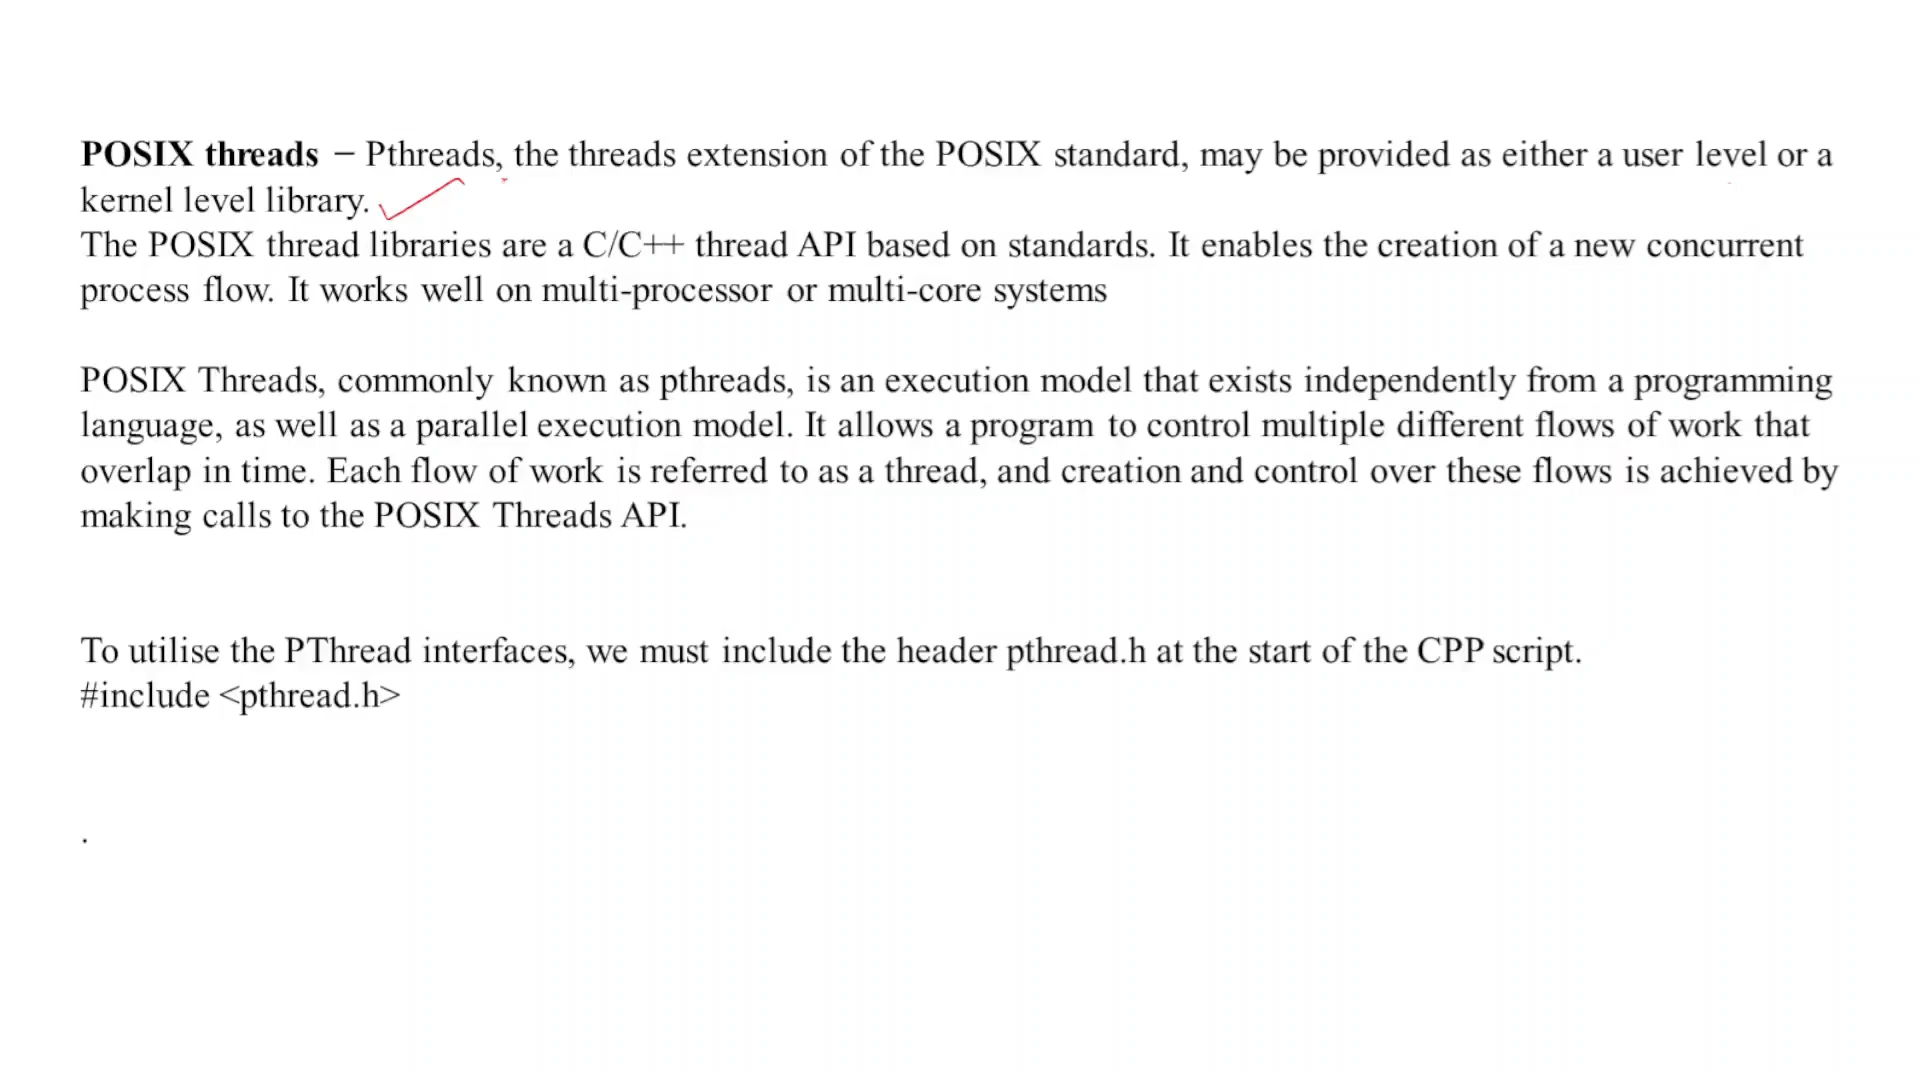 POSIX threads – Pthreads, the threads extension of the POSIX standard, may be provided as either a user level or a
kernel level library.
The POSIX thread libraries are a C/C++ thread API based on standards. It enables the creation of a new concurrent
process flow. It works well on multi-processor or multi-core systems
POSIX Threads, commonly known as pthreads, is an execution model that exists independently from a programming
language, as well as a parallel execution model. It allows a program to control multiple different flows of work that
overlap in time. Each flow of work is referred to as a thread, and creation and control over these flows is achieved by
making calls to the POSIX Threads API.
To utilise the PThread interfaces, we must include the header pthread.h at the start of the CPP script.
#include <pthread.h>
.